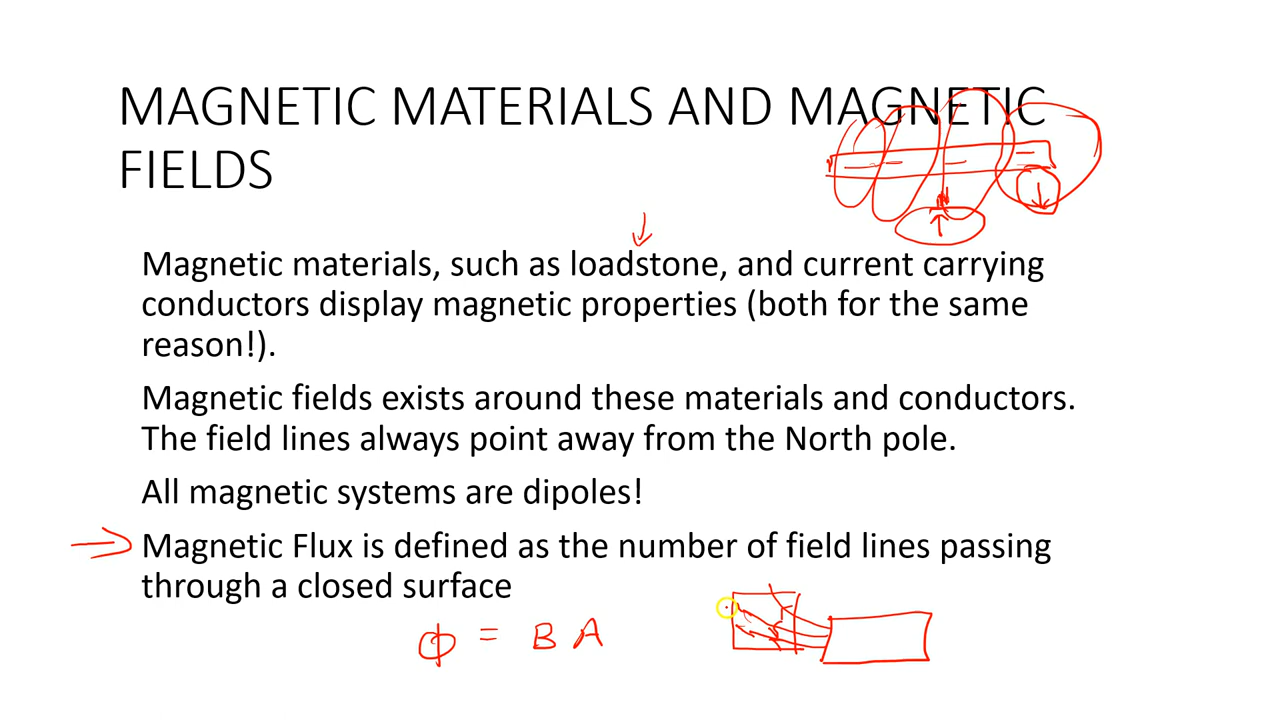 MAGNETIC MATERIALS AND MAGNETIC
FIELDS
Magnetic materials, such as loadstone, and current carrying
conductors display magnetic properties (both for the same
reason!).
Magnetic fields exists around these materials and conductors.
The field lines always point away from the North pole.
All magnetic systems are dipoles!
Magnetic Flux is defined as the number of field lines passing
through a closed surface
ϕ = B A